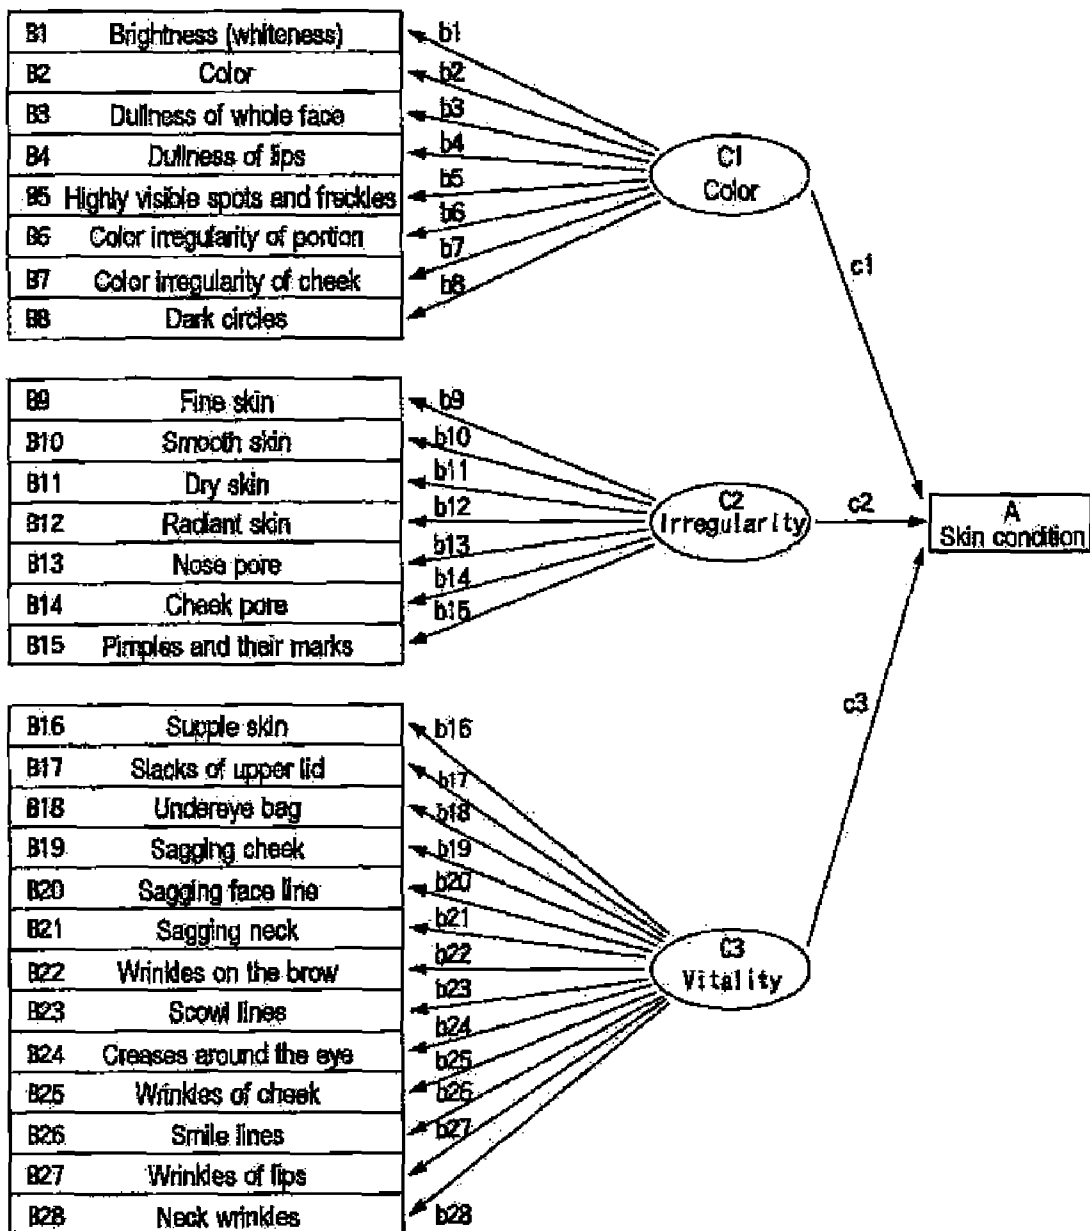 B1 Brightness (whiteness) b1
B2 Color b2
B3 Dullness of whole face b3
B4 Dullness of lips b4
B5 Highly visible spots and freckles b5
B6 Color irregularity of portion b6
B7 Color irregularity of cheek b7
B8 Dark circles b8
C1
Color
c1
B9 Fine skin b9
B10 Smooth skin b10
B11 Dry skin b11
B12 Radiant skin b12
B13 Nose pore b13
B14 Cheek pore b14
B15 Pimples and their marks b15
C2
Irregularity
c2
A
Skin condition
B16 Supple skin b16
B17 Slacks of upper lid b17
B18 Undereye bag b18
B19 Sagging cheek b19
B20 Sagging face line b20
B21 Sagging neck b21
B22 Wrinkles on the brow b22
B23 Scowl lines b23
B24 Creases around the eye b24
B25 Wrinkles of cheek b25
B26 Smile lines b26
B27 Wrinkles of lips b27
B28 Neck wrinkles b28
C3
Vitality
c3